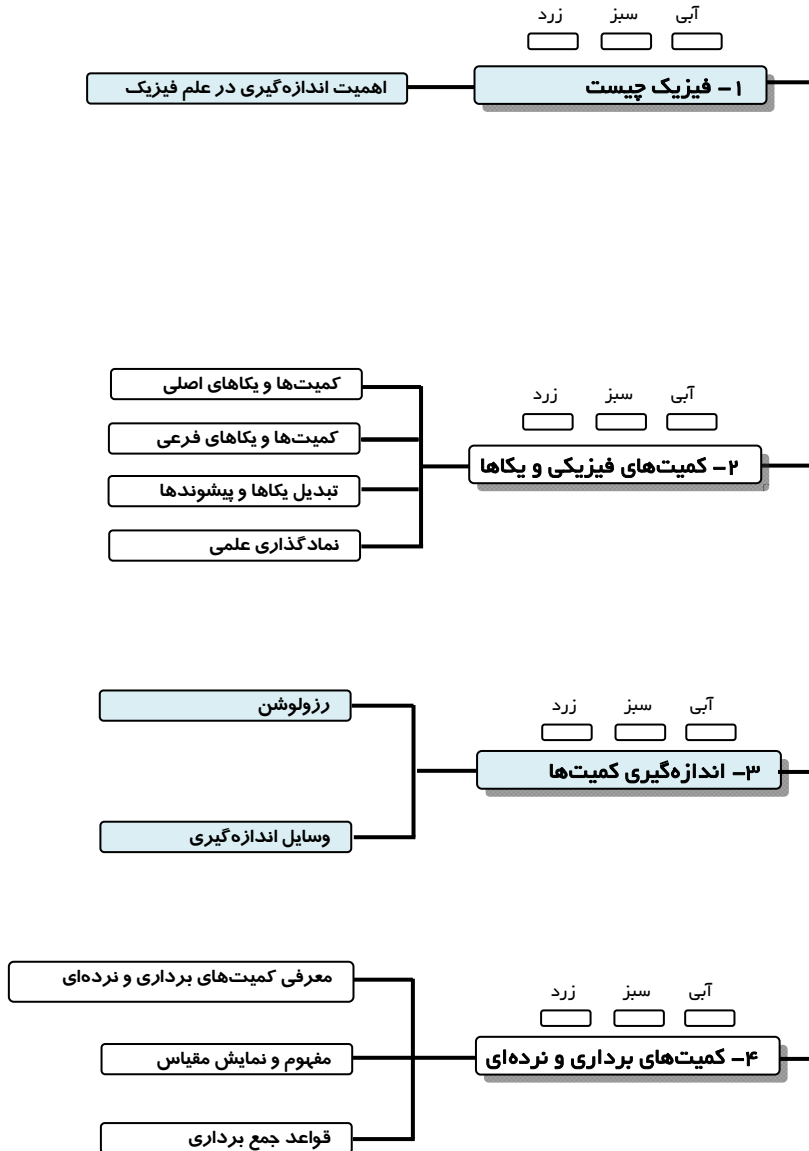 آبی سبز زرد
۱- فیزیک چیست
اهمیت اندازه‌گیری در علم فیزیک
آبی سبز زرد
۲- کمیت‌های فیزیکی و یکاها
کمیت‌ها و یکاهای اصلی
کمیت‌ها و یکاهای فرعی
تبدیل یکاها و پیشوندها
نمادگذاری علمی
آبی سبز زرد
۳- اندازه‌گیری کمیت‌ها
رزولوشن
وسایل اندازه‌گیری
آبی سبز زرد
۴- کمیت‌های برداری و نرده‌ای
معرفی کمیت‌های برداری و نرده‌ای
مفهوم و نمایش مقیاس
قواعد جمع برداری